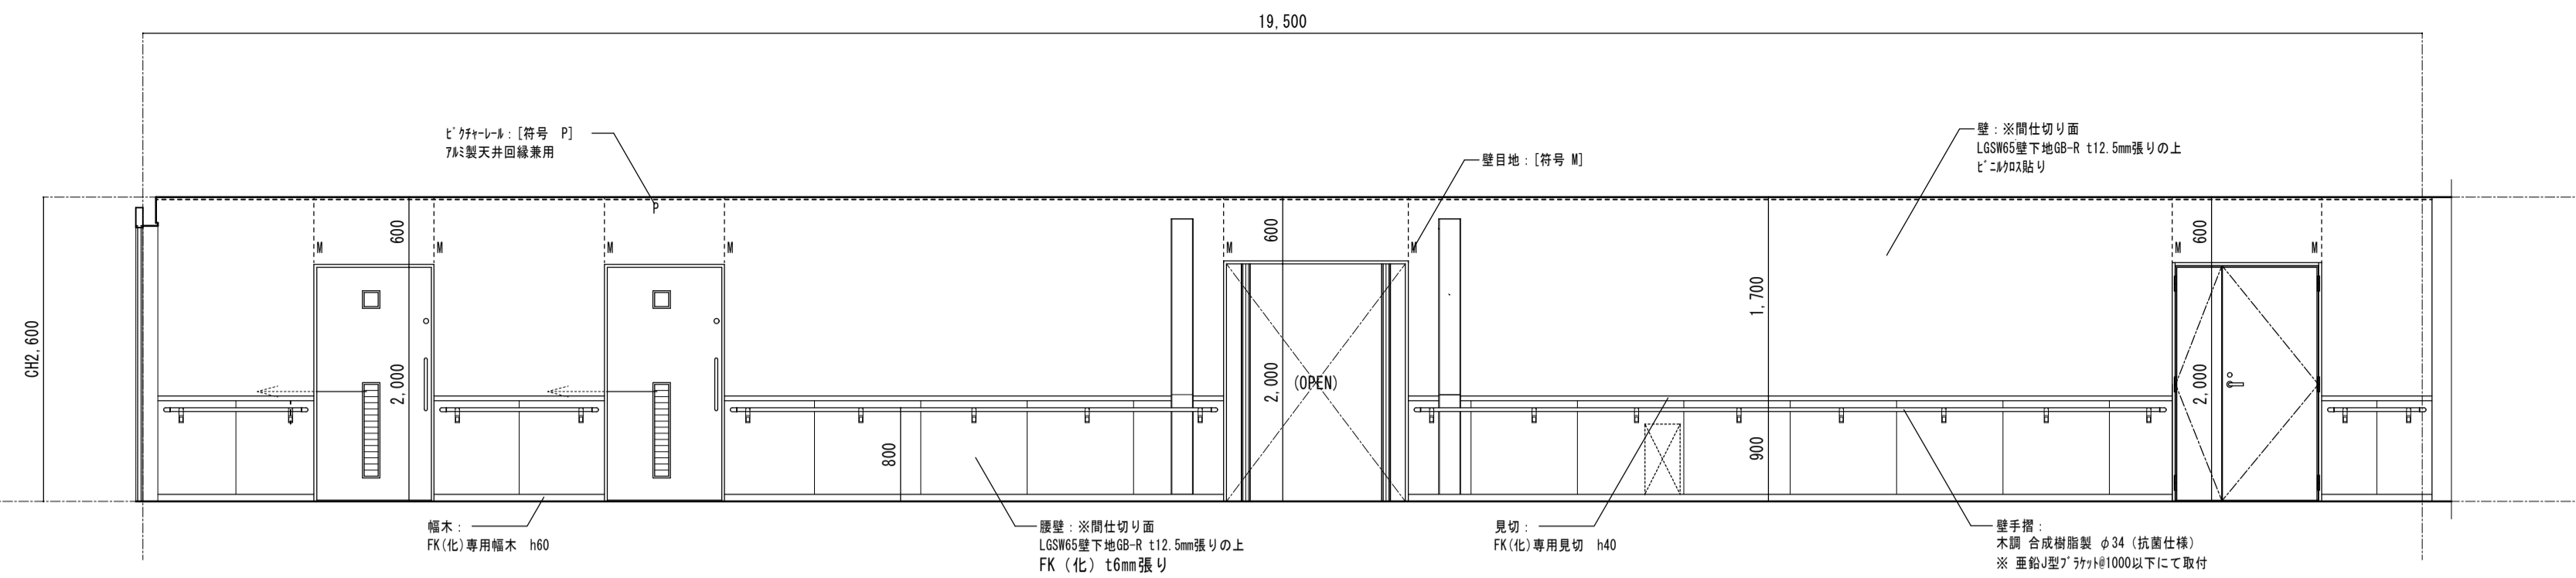 19,500
ﾋﾟｸﾁｬｰﾚｰﾙ：[符号　P]
ｱﾙﾐ製天井回縁兼用
壁目地：[符号 M]
壁：※間仕切り面
LGSW65壁下地GB-R t12.5mm張りの上
ﾋﾞﾆﾙｸﾛｽ貼り
CH2,600
P
600
600
600
M
M
M
M
M
M
M
M
1,700
2,000
2,000
(OPEN)
2,000
800
900
幅木：
FK(化)専用幅木　h60
腰壁：※間仕切り面
LGSW65壁下地GB-R t12.5mm張りの上
FK（化）t6mm張り
見切：
FK(化)専用見切　h40
壁手摺：
木調 合成樹脂製 φ34（抗菌仕様）
※ 亜鉛J型ﾌﾞﾗｹｯﾄ@1000以下にて取付